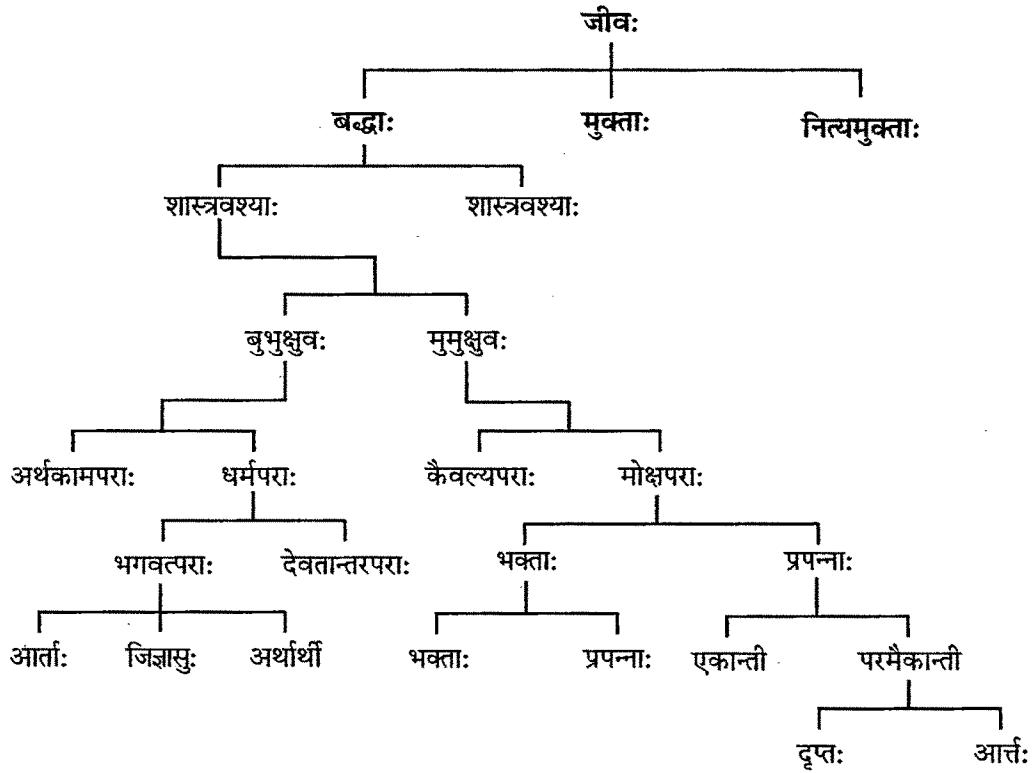 जीवः
बद्धाः मुक्ताः नित्यमुक्ताः
शास्त्रवश्याः शास्त्रवश्याः
बुभुक्षुवः मुमुक्षुवः
अर्थकामपराः धर्मपराः कैवल्यपराः मोक्षपराः
भगवत्पराः देवतान्तरपराः भक्ताः प्रपन्नाः
आर्ताः जिज्ञासुः अर्थार्थी भक्ताः प्रपन्नाः एकान्ती परमैकान्ती
दृप्तः आर्त्तः